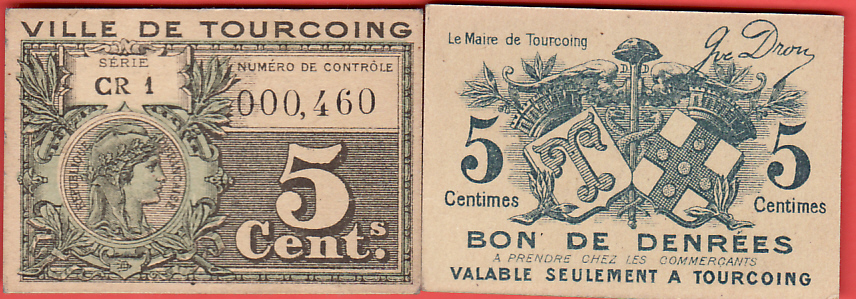 VILLE DE TOURCOING
SÉRIE
CR 1
NUMÉRO DE CONTRÔLE
000,460
RÉPUBLIQUE FRANÇAISE
5
Cent.s
Le Maire de Tourcoing
Gve Dron
5
Centimes
T
5
Centimes
BON DE DENRÉES
A PRENDRE CHEZ LES COMMERCANTS
VALABLE SEULEMENT A TOURCOING